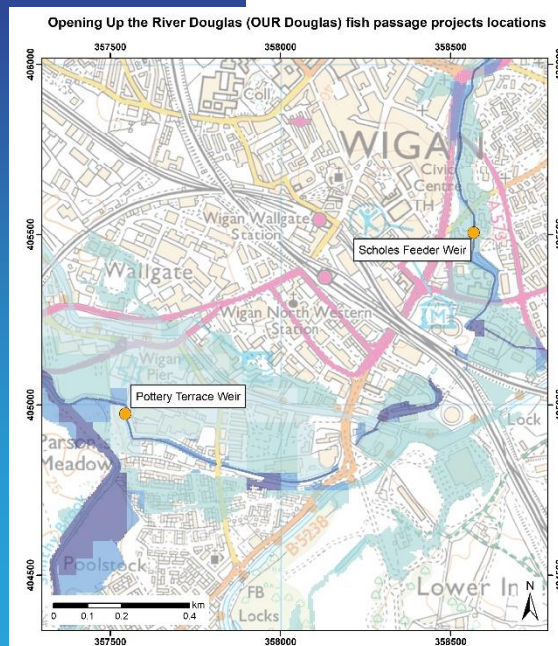 Opening Up the River Douglas (OUR Douglas) fish passage projects locations
357500 358000 358500
406000
405500
405000
404500
Coll
WIGAN
Civic
Centre
TH
Wigan Wallgate
Station
Scholes Feeder Weir
Wallgate
Wigan North Western
Station
Wigan
Pier
Pottery Terrace Weir
Lock
Parson's
Meadow
B 5238
Poolstock
FB
Locks
Lower In
N
km
0 0.1 0.2 0.4
357500 358000 358500